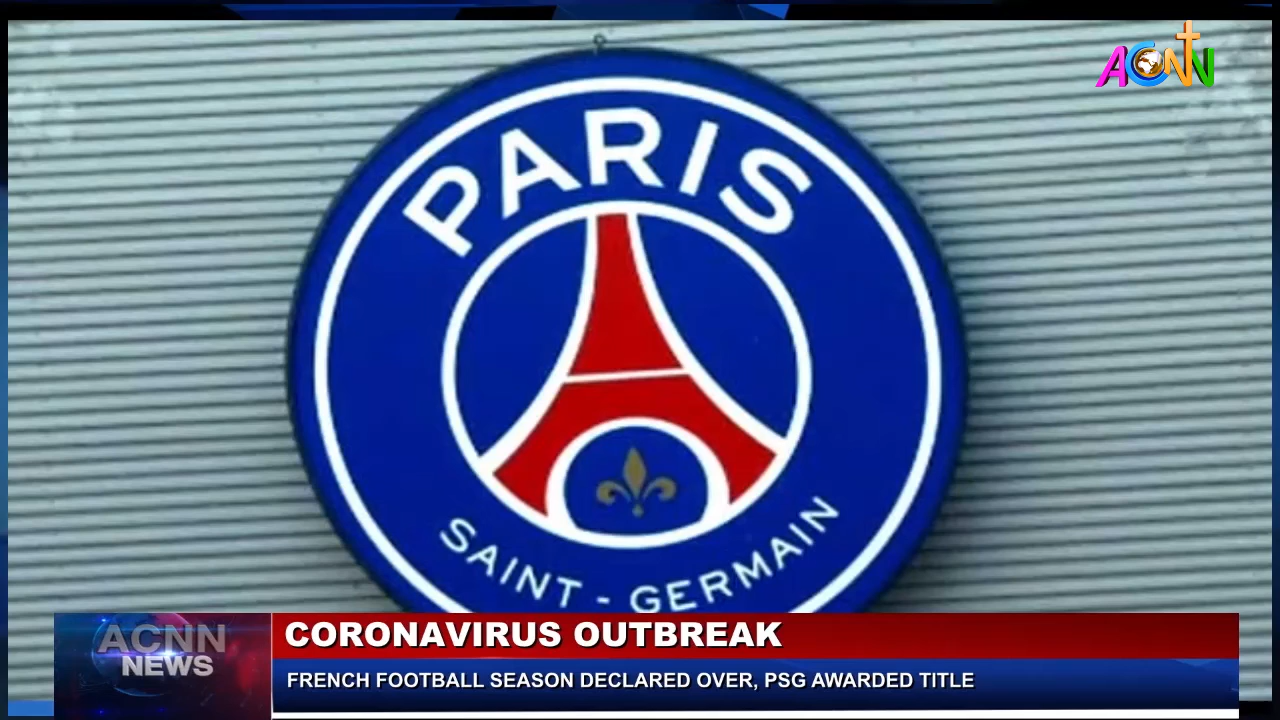 ACNN
PARIS
SAINT - GERMAIN
ACNN
NEWS
CORONAVIRUS OUTBREAK
FRENCH FOOTBALL SEASON DECLARED OVER, PSG AWARDED TITLE